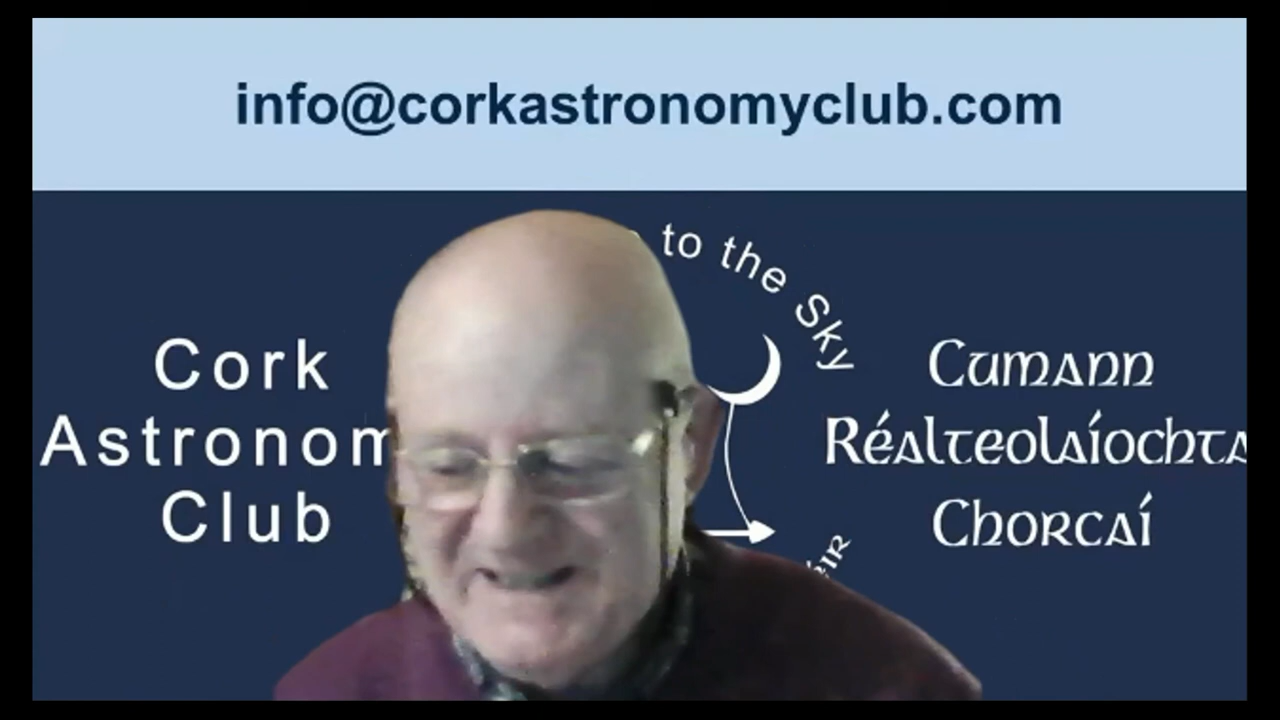 info@corkastronomyclub.com
to the Sky
Cork
Astronom
Club
Cumann
Réalteolaíochta
Chorcaí